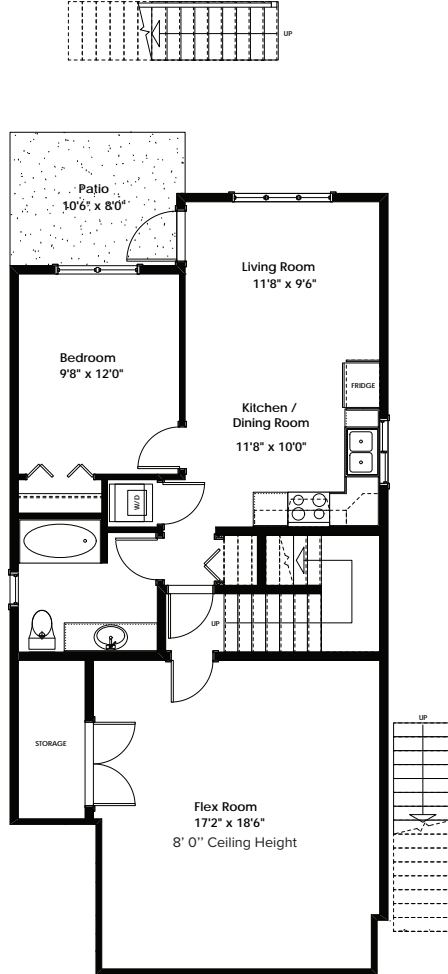 UP
Patio
10'6" x 8'0"
Living Room
11'8" x 9'6"
Bedroom
9'8" x 12'0"
FRIDGE
Kitchen /
Dining Room
11'8" x 10'0"
W/D
UP
STORAGE
UP
Flex Room
17'2" x 18'6"
8' 0'' Ceiling Height